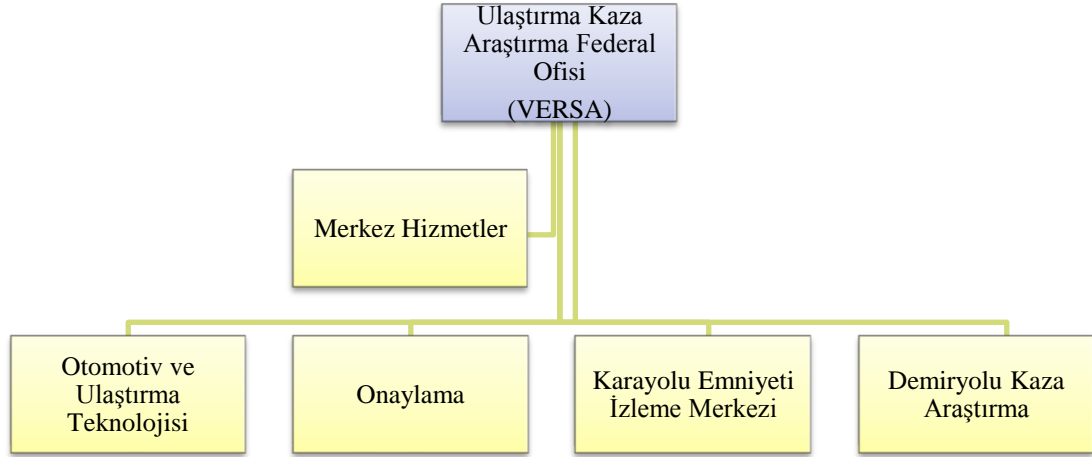 Ulaştırma Kaza
Araştırma Federal
Ofisi
(VERSA)
Merkez Hizmetler
Otomotiv ve
Ulaştırma
Teknolojisi
Onaylama
Karayolu Emniyeti
İzleme Merkezi
Demiryolu Kaza
Araştırma